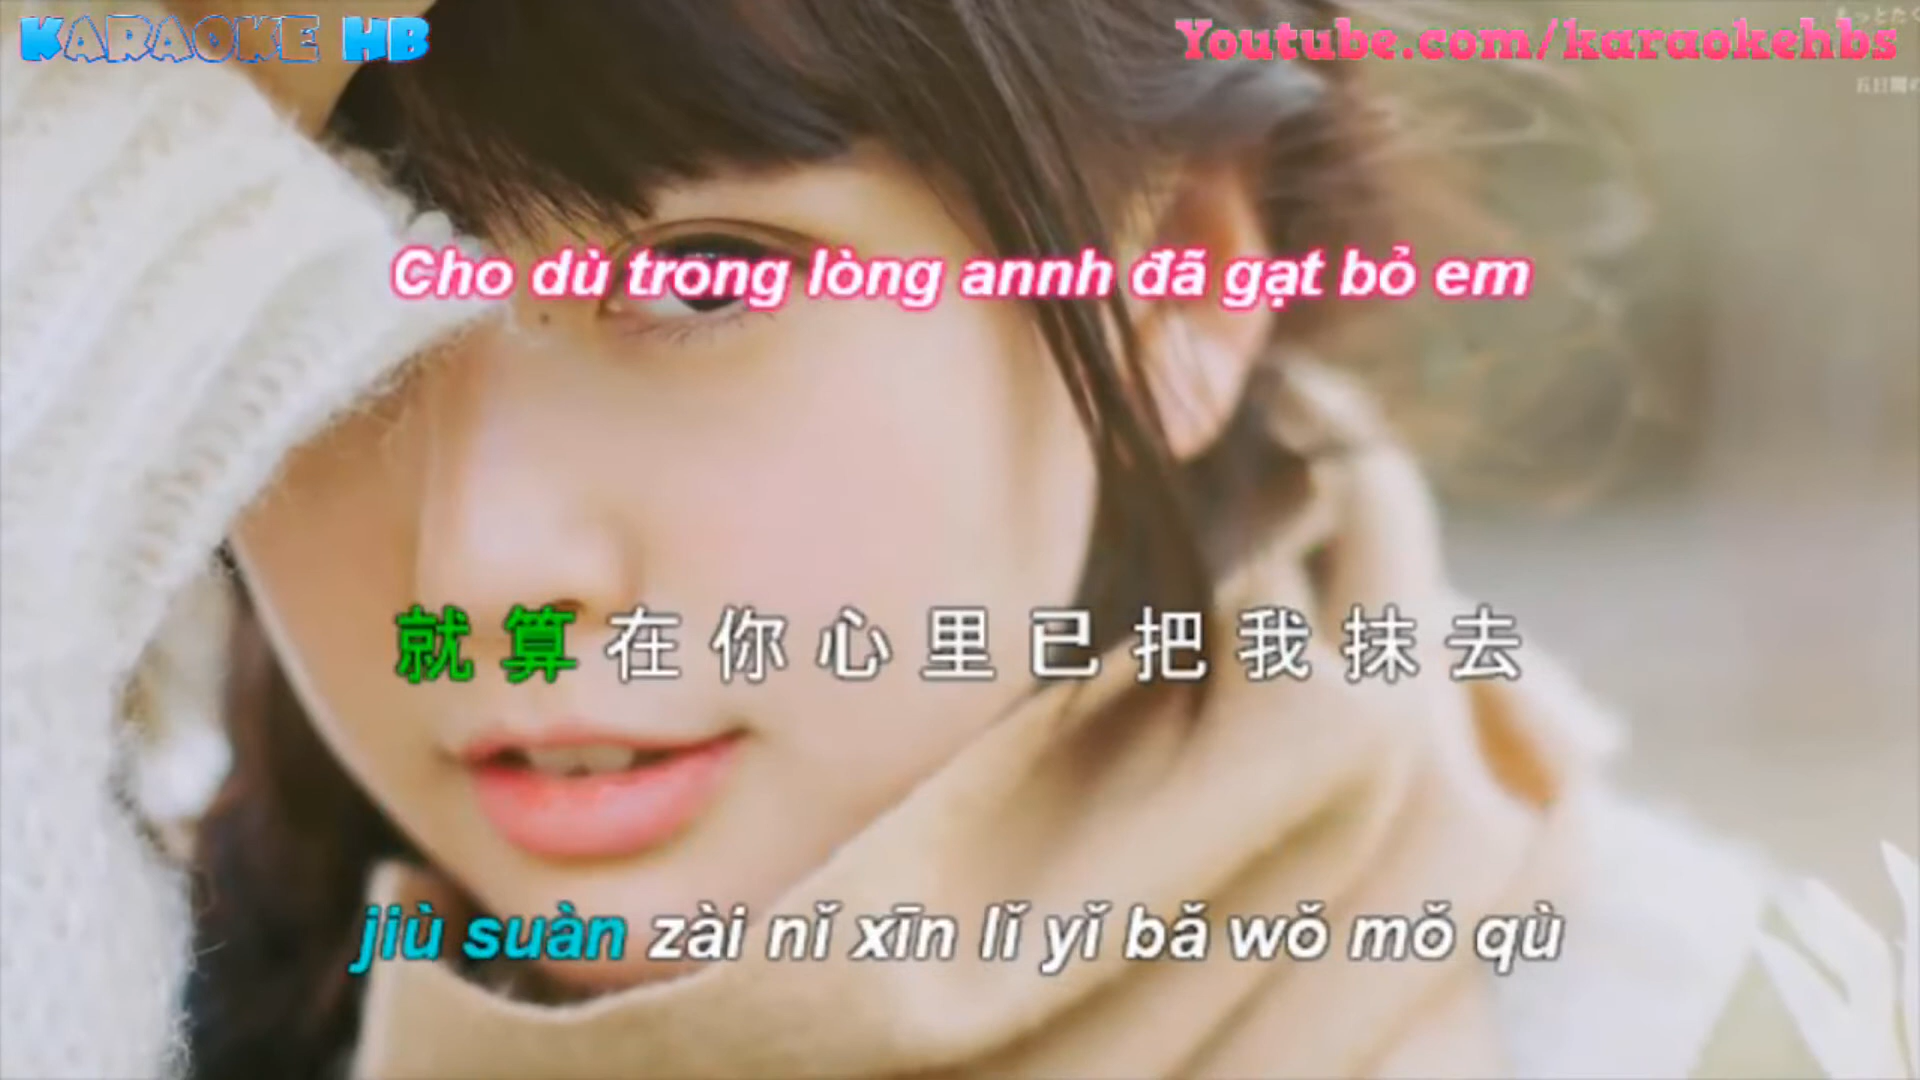 KARAOKE HB
Youtube.com/karaokehbs
Cho dù trong lòng annh đã gạt bỏ em
就算在你心里已把我抹去
jiù suàn zài nǐ xīn lǐ yǐ bǎ wǒ mǒ qù